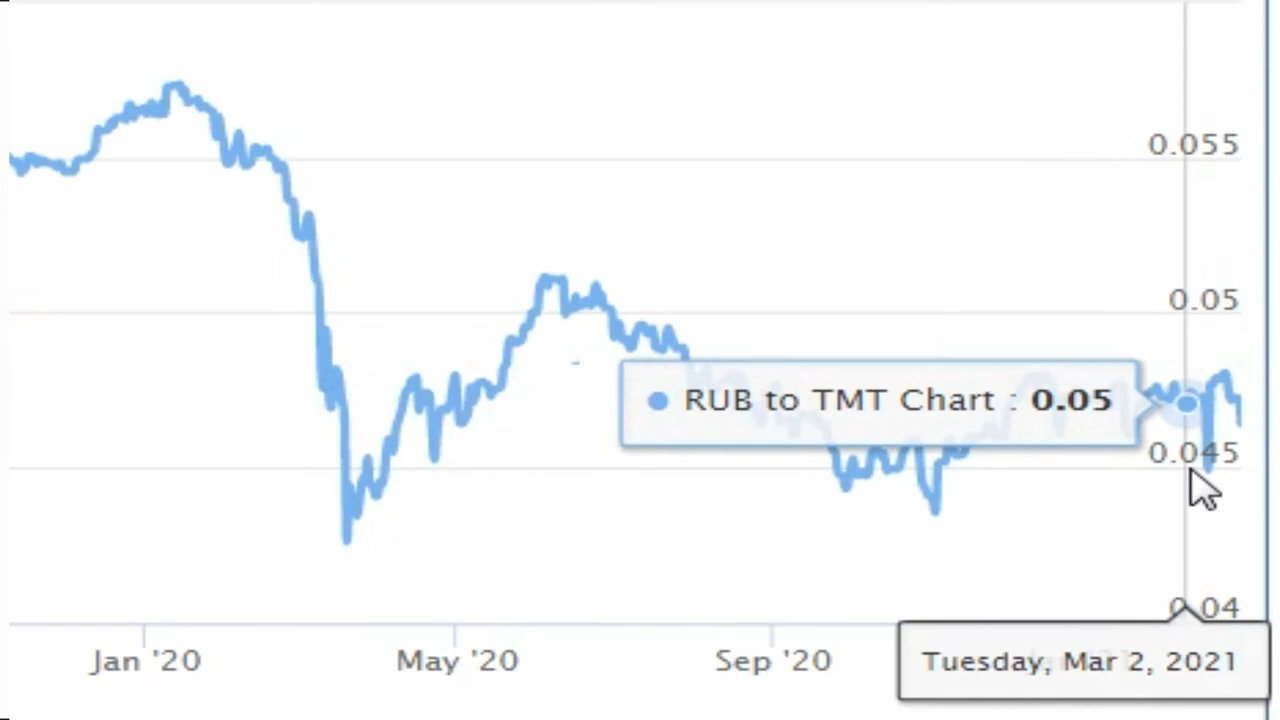 0.055
0.05
RUB to TMT Chart : 0.05
0.045
0.04
Jan '20
May '20
Sep '20
Tuesday, Mar 2, 2021